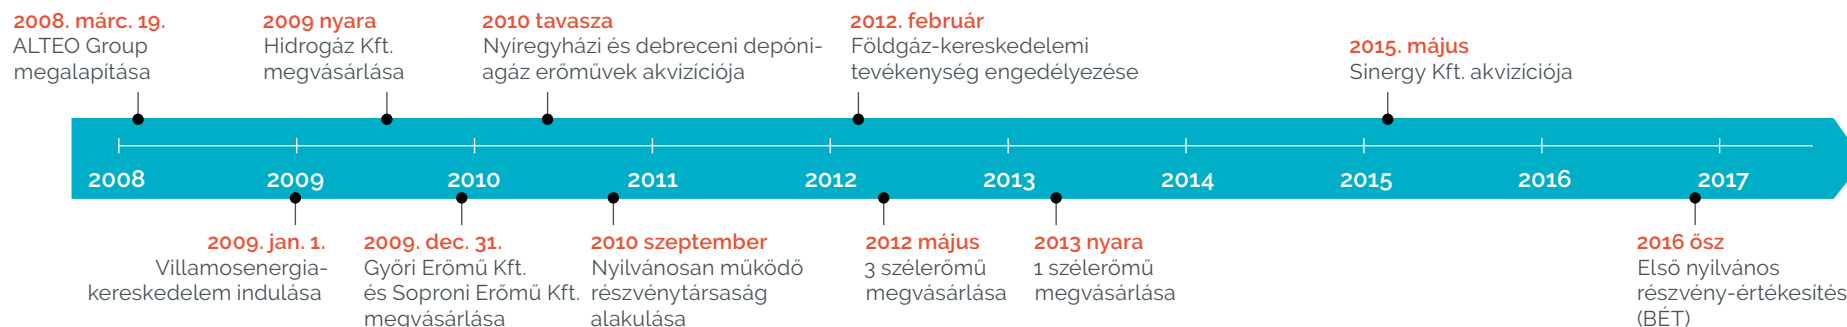 2008. márc. 19.
ALTEO Group
megalapítása
2009 nyara
Hidrogáz Kft.
megvásárlása
2010 tavasza
Nyíregyházi és debreceni depóni-
agáz erőművek akvizíciója
2012. február
Földgáz-kereskedelemi
tevékenység engedélyezése
2015. május
Sinergy Kft. akvizíciója
2008
2009
2010
2011
2012
2013
2014
2015
2016
2017
2009. jan. 1.
Villamosenergia-
kereskedelem indulása
2009. dec. 31.
Győri Erőmű Kft.
és Soproni Erőmű Kft.
megvásárlása
2010 szeptember
Nyilvánosan működő
részvénytársaság
alakulása
2012 május
3 szélerőmű
megvásárlása
2013 nyara
1 szélerőmű
megvásárlása
2016 ősz
Első nyilvános
részvény-értékesítés
(BÉT)